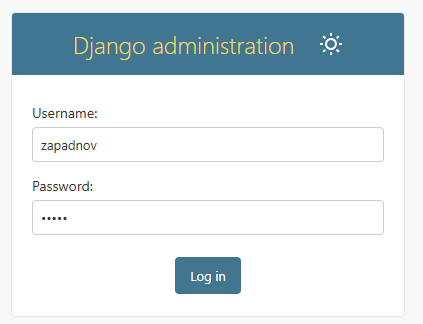 Django administration
Username:
zapadnov
Password:
•••••
Log in